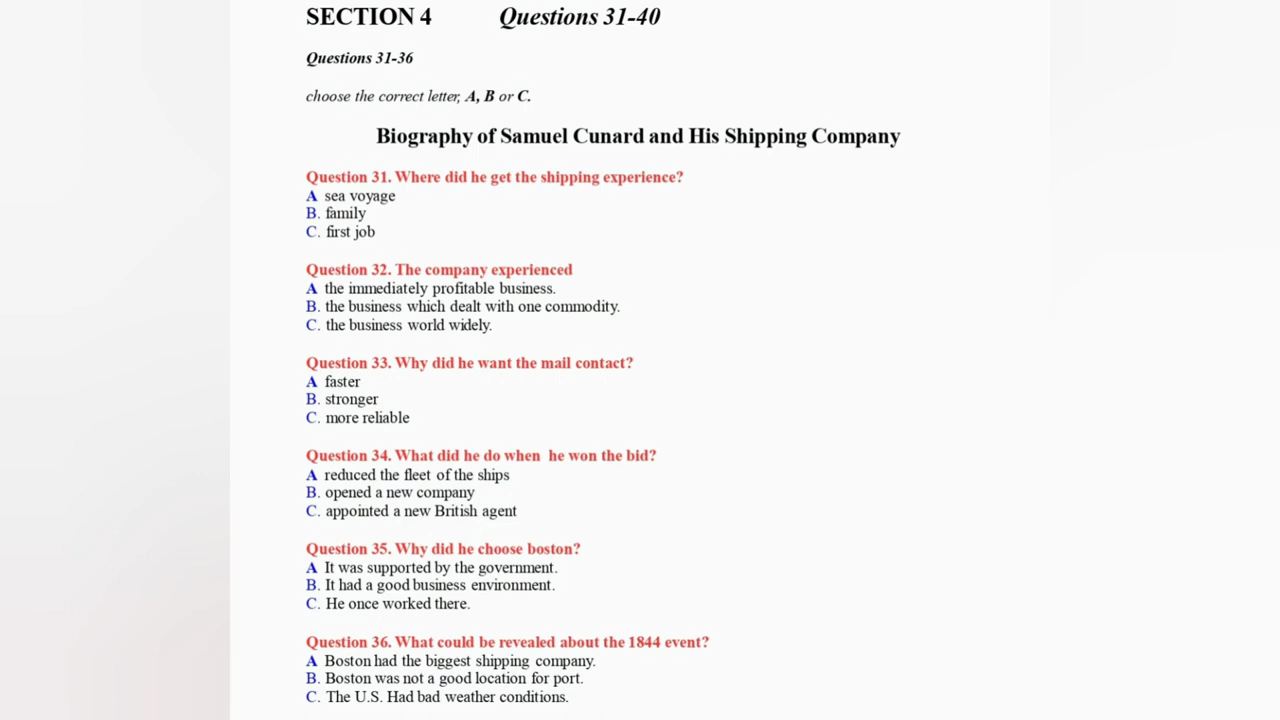 SECTION 4 Questions 31-40
Questions 31-36
choose the correct letter, A, B or C.
Biography of Samuel Cunard and His Shipping Company
Question 31. Where did he get the shipping experience?
A sea voyage
B. family
C. first job
Question 32. The company experienced
A the immediately profitable business.
B. the business which dealt with one commodity.
C. the business world widely.
Question 33. Why did he want the mail contact?
A faster
B. stronger
C. more reliable
Question 34. What did he do when he won the bid?
A reduced the fleet of the ships
B. opened a new company
C. appointed a new British agent
Question 35. Why did he choose boston?
A It was supported by the government.
B. It had a good business environment.
C. He once worked there.
Question 36. What could be revealed about the 1844 event?
A Boston had the biggest shipping company.
B. Boston was not a good location for port.
C. The U.S. Had bad weather conditions.